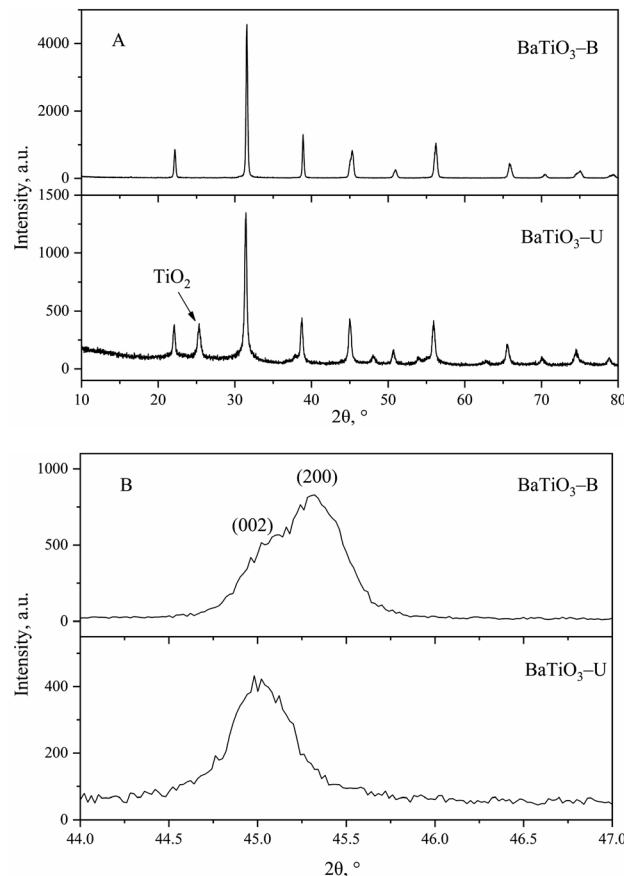 A
BaTiO₃–B
4000
2000
0
Intensity, a.u.
1500
BaTiO₃–U
1000
TiO₂
500
0
10 20 30 40 50 60 70 80
2θ, °
B
BaTiO₃–B
1000
(200)
(002)
500
0
Intensity, a.u.
BaTiO₃–U
400
200
0
44.0 44.5 45.0 45.5 46.0 46.5 47.0
2θ, °